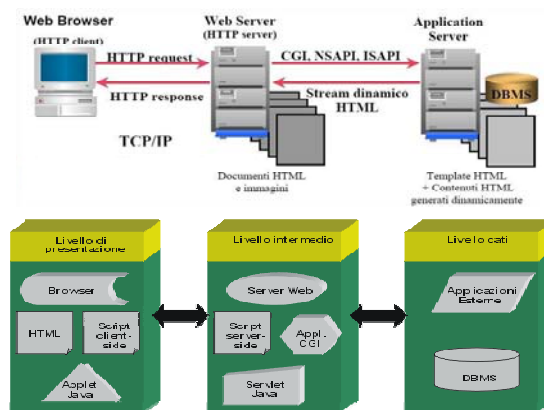 Web Browser
(HTTP client)
Web Server
(HTTP server)
Application
Server
HTTP request
CGI, NSAPI, ISAPI
HTTP response
Stream dinamico
HTML
DBMS
TCP/IP
Documenti HTML
e immagini
Template HTML
+ Contenuti HTML
generati dinamicamente
Livello di
presentazione
Browser
HTML
Script
client-
side
Applet
Java
Livello intermedio
Server Web
Script
server-
side
Appl.
CGI
Servlet
Java
Livello dati
Applicazioni
Esterne
DBMS